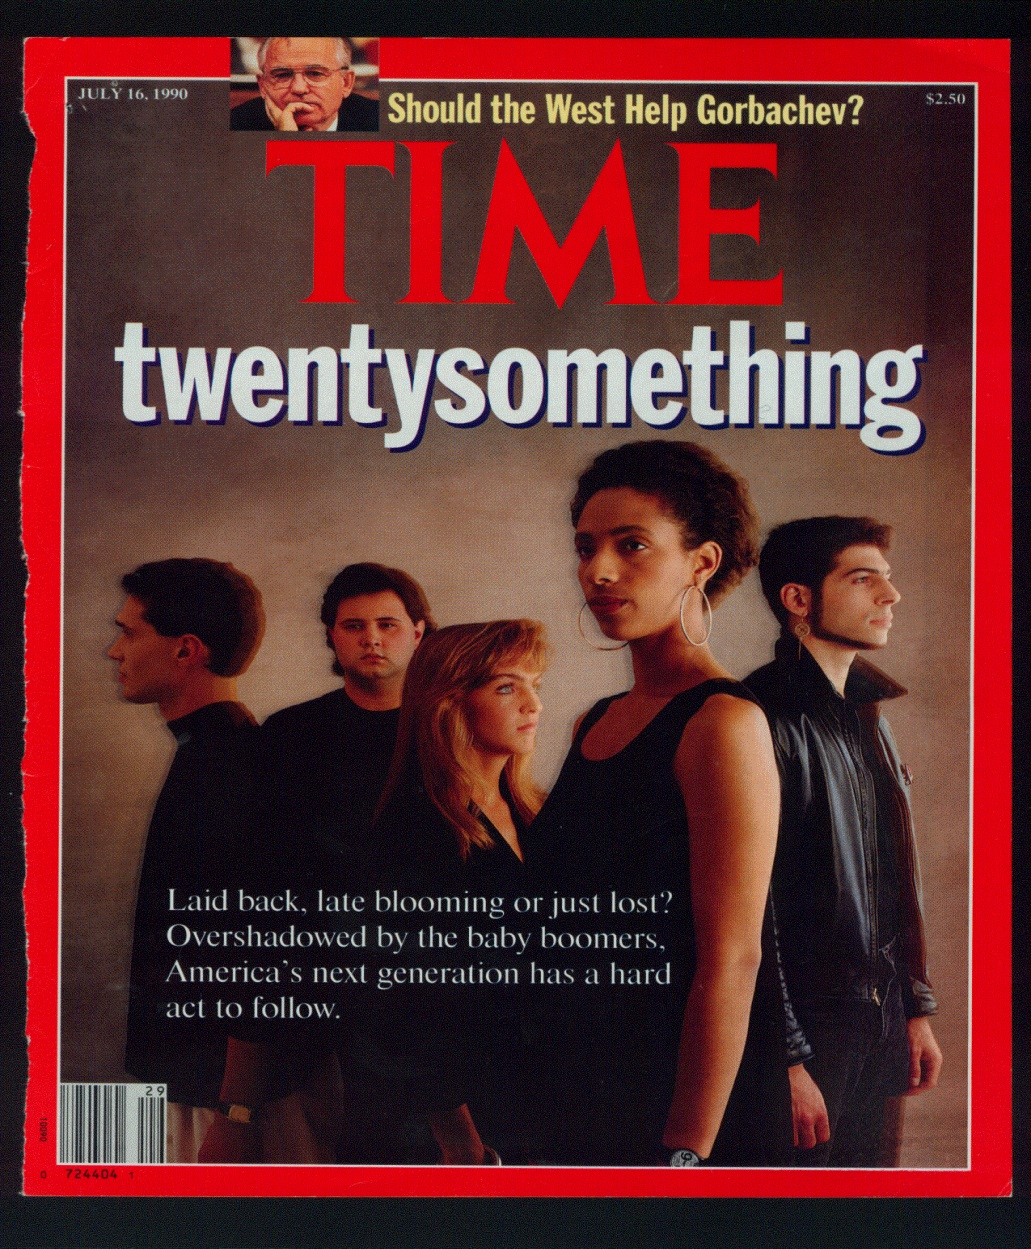 JULY 16, 1990
Should the West Help Gorbachev?
$2.50
TIME
twentysomething
Laid back, late blooming or just lost?
Overshadowed by the baby boomers,
America's next generation has a hard
act to follow.
29
0 724404 1